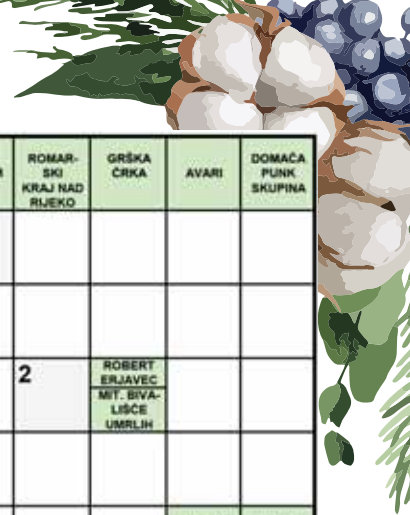 ROMAR-
SKI
KRAJ NAD
RIJEKO
GRŠKA
ČRKA
AVARI
DOMAČA
PUNK
SKUPINA
2
ROBERT
ERJAVEC
MIT. BIVA-
LIŠČE
UMRLIH